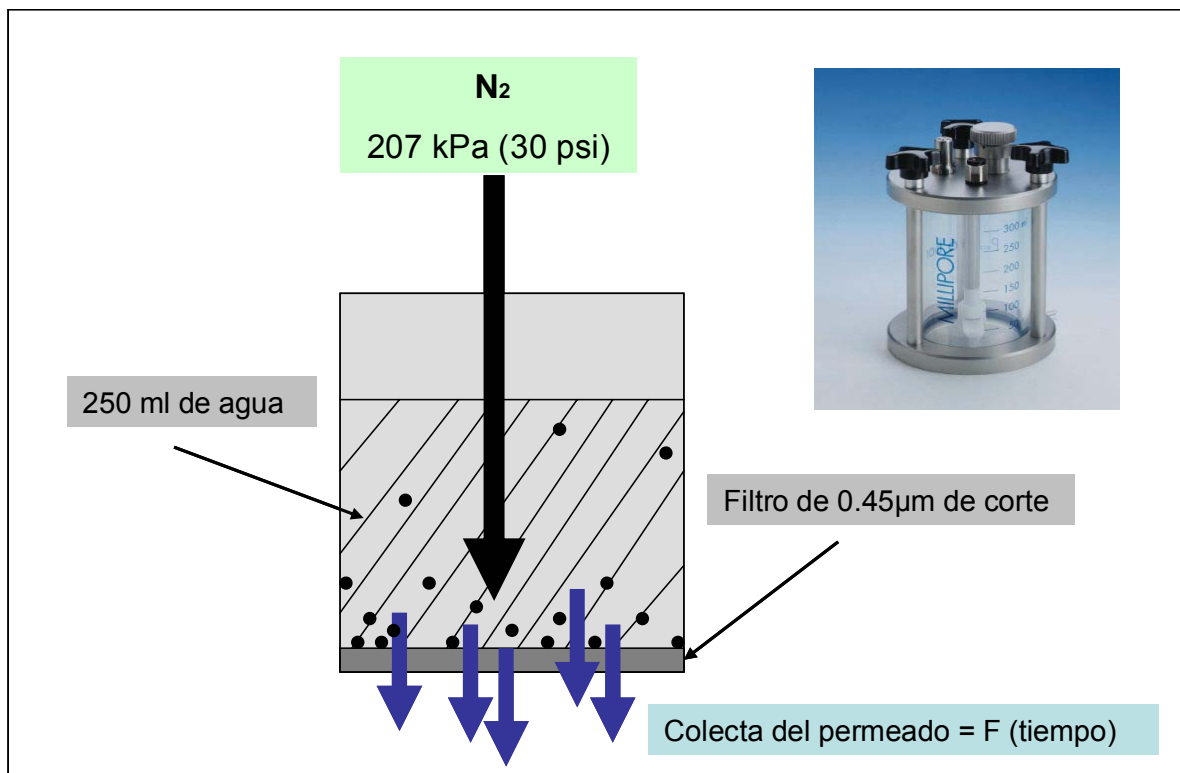 N2
207 kPa (30 psi)
MILLIPORE
300
250
200
150
100
50
250 ml de agua
Filtro de 0.45µm de corte
Colecta del permeado = F (tiempo)